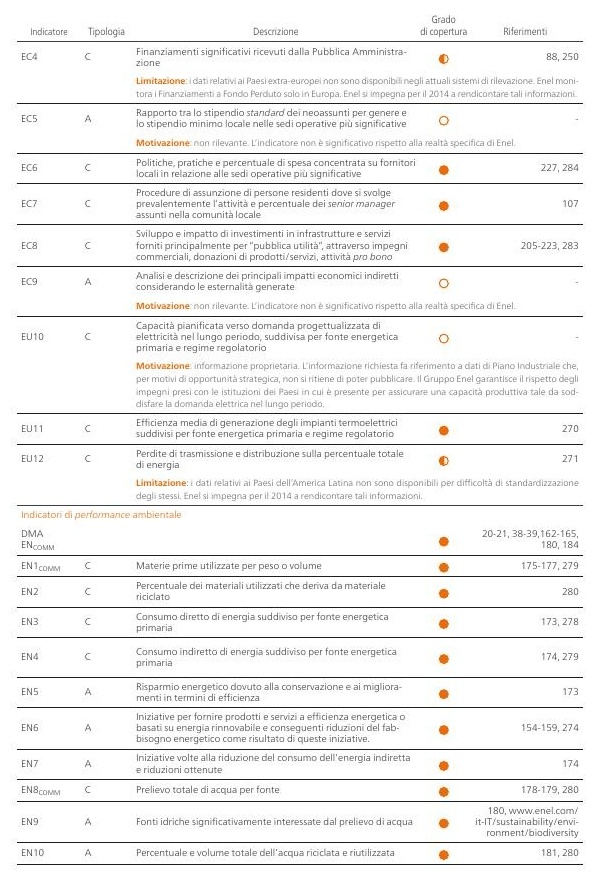 Indicatore Tipologia Descrizione Grado di copertura Riferimenti
EC4 C Finanziamenti significativi ricevuti dalla Pubblica Amministra-
zione 88, 250
Limitazione: i dati relativi ai Paesi extra-europei non sono disponibili negli attuali sistemi di rilevazione. Enel moni-
tora i Finanziamenti a Fondo Perduto solo in Europa. Enel si impegna per il 2014 a rendicontare tali informazioni.
EC5 A Rapporto tra lo stipendio standard dei neoassunti per genere e
lo stipendio minimo locale nelle sedi operative più significative -
Motivazione: non rilevante. L'indicatore non è significativo rispetto alla realtà specifica di Enel.
EC6 C Politiche, pratiche e percentuale di spesa concentrata su fornitori
locali in relazione alle sedi operative più significative 227, 284
EC7 C Procedure di assunzione di persone residenti dove si svolge
prevalentemente l'attività e percentuale dei senior manager
assunti nella comunità locale 107
EC8 C Sviluppo e impatto di investimenti in infrastrutture e servizi
forniti principalmente per "pubblica utilità", attraverso impegni
commerciali, donazioni di prodotti/servizi, attività pro bono 205-223, 283
EC9 A Analisi e descrizione dei principali impatti economici indiretti
considerando le esternalità generate -
Motivazione: non rilevante. L'indicatore non è significativo rispetto alla realtà specifica di Enel.
EU10 C Capacità pianificata verso domanda progettualizzata di
elettricità nel lungo periodo, suddivisa per fonte energetica
primaria e regime regolatorio -
Motivazione: informazione proprietaria. L'informazione richiesta fa riferimento a dati di Piano Industriale che,
per motivi di opportunità strategica, non si ritiene di poter pubblicare. Il Gruppo Enel garantisce il rispetto degli
impegni presi con le istituzioni dei Paesi in cui è presente per assicurare una capacità produttiva tale da sod-
disfare la domanda elettrica nel lungo periodo.
EU11 C Efficienza media di generazione degli impianti termoelettrici
suddivisi per fonte energetica primaria e regime regolatorio 270
EU12 C Perdite di trasmissione e distribuzione sulla percentuale totale
di energia 271
Limitazione: i dati relativi ai Paesi dell'America Latina non sono disponibili per difficoltà di standardizzazione
degli stessi. Enel si impegna per il 2014 a rendicontare tali informazioni.
Indicatori di performance ambientale
DMA 20-21, 38-39,162-165,
ENCOMM 180, 184
EN1COMM C Materie prime utilizzate per peso o volume 175-177, 279
EN2 C Percentuale dei materiali utilizzati che deriva da materiale
riciclato 280
EN3 C Consumo diretto di energia suddiviso per fonte energetica
primaria 173, 278
EN4 C Consumo indiretto di energia suddiviso per fonte energetica
primaria 174, 279
EN5 A Risparmio energetico dovuto alla conservazione e ai migliora-
menti in termini di efficienza 173
EN6 A Iniziative per fornire prodotti e servizi a efficienza energetica o
basati su energia rinnovabile e conseguenti riduzioni del fab-
bisogno energetico come risultato di queste iniziative. 154-159, 274
EN7 A Iniziative volte alla riduzione del consumo dell'energia indiretta
e riduzioni ottenute 174
EN8COMM C Prelievo totale di acqua per fonte 178-179, 280
EN9 A Fonti idriche significativamente interessate dal prelievo di acqua 180, www.enel.com/
it-IT/sustainability/envi-
ronment/biodiversity
EN10 A Percentuale e volume totale dell'acqua riciclata e riutilizzata 181, 280